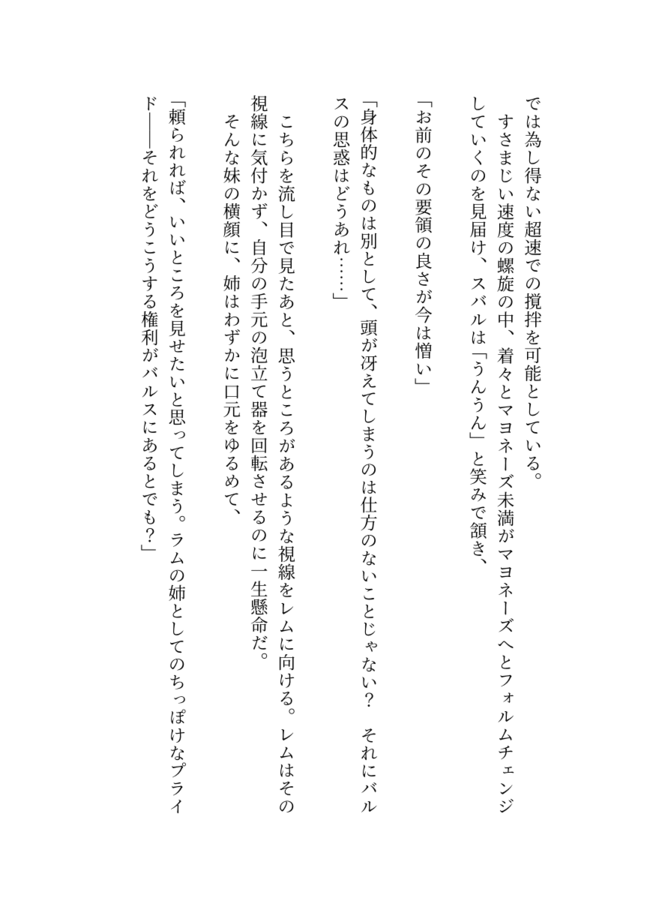 では為し得ない超速での撹拌を可能としている。
　すさまじい速度の螺旋の中、着々とマヨネーズ未満がマヨネーズへとフォルムチェンジ
していくのを見届け、スバルは「うんうん」と笑みで頷き、
「お前のその要領の良さが今は憎い」
「身体的なものは別として、頭が冴えてしまうのは仕方のないことじゃない？　それにバル
スの思惑はどうあれ……」
　こちらを流し目で見たあと、思うところがあるような視線をレムに向ける。レムはその
視線に気付かず、自分の手元の泡立て器を回転させるのに一生懸命だ。
　そんな妹の横顔に、姉はわずかに口元をゆるめて、
「頼られれば、いいところを見せたいと思ってしまう。ラムの姉としてのちっぽけなプライ
ド――それをどうこうする権利がバルスにあるとでも？」